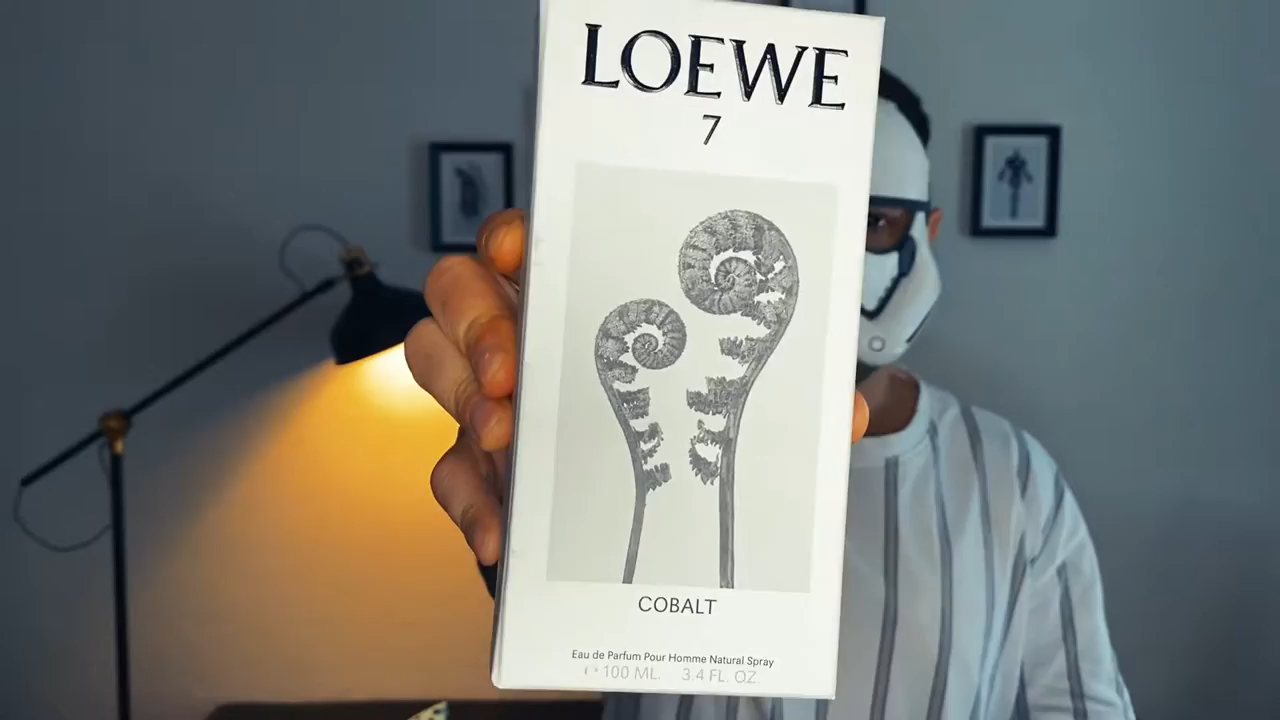 LOEWE
7
COBALT
Eau de Parfum Pour Homme Natural Spray
100 ML. 3.4 FL. OZ.